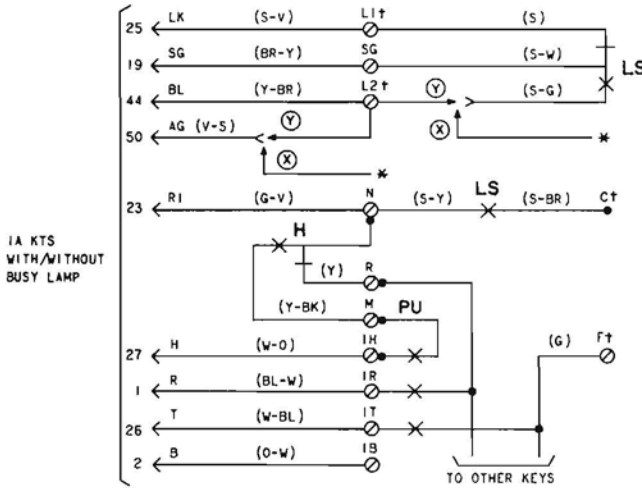 25 LK (S-V) L1† (S)
19 SG (BR-Y) SG (S-W) LS
44 BL (Y-BR) L2† Y (S-G)
50 AG (V-S) Y X *
X *
23 RI (G-V) N (S-Y) LS (S-BR) C†
1A KTS
WITH/WITHOUT
BUSY LAMP
H
(Y) R
(Y-BK) M PU
27 H (W-O) 1H (G) F†
1 R (BL-W) 1R
26 T (W-BL) 1T
2 B (O-W) 1B
TO OTHER KEYS